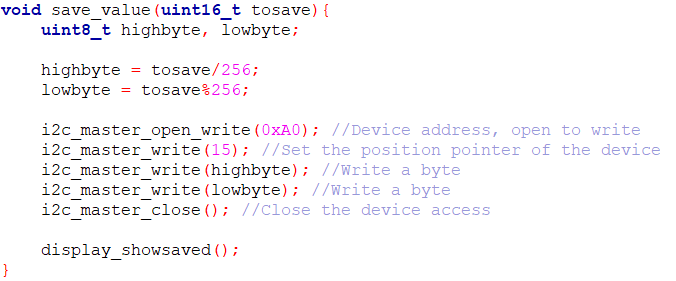 void save_value(uint16_t tosave){
    uint8_t highbyte, lowbyte;

    highbyte = tosave/256;
    lowbyte = tosave%256;

    i2c_master_open_write(0xA0); //Device address, open to write
    i2c_master_write(15); //Set the position pointer of the device
    i2c_master_write(highbyte); //Write a byte
    i2c_master_write(lowbyte); //Write a byte
    i2c_master_close(); //Close the device access

    display_showsaved();
}